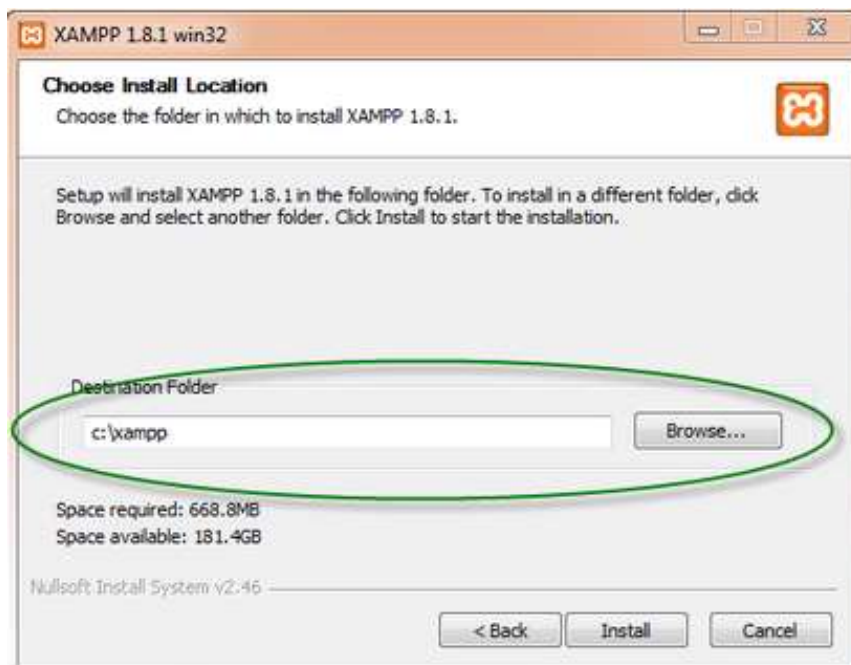 XAMPP 1.8.1 win32
Choose Install Location
Choose the folder in which to install XAMPP 1.8.1.
Setup will install XAMPP 1.8.1 in the following folder. To install in a different folder, click
Browse and select another folder. Click Install to start the installation.
Destination Folder
c:\xampp
Browse...
Space required: 668.8MB
Space available: 181.4GB
Nullsoft Install System v2.46
< Back
Install
Cancel